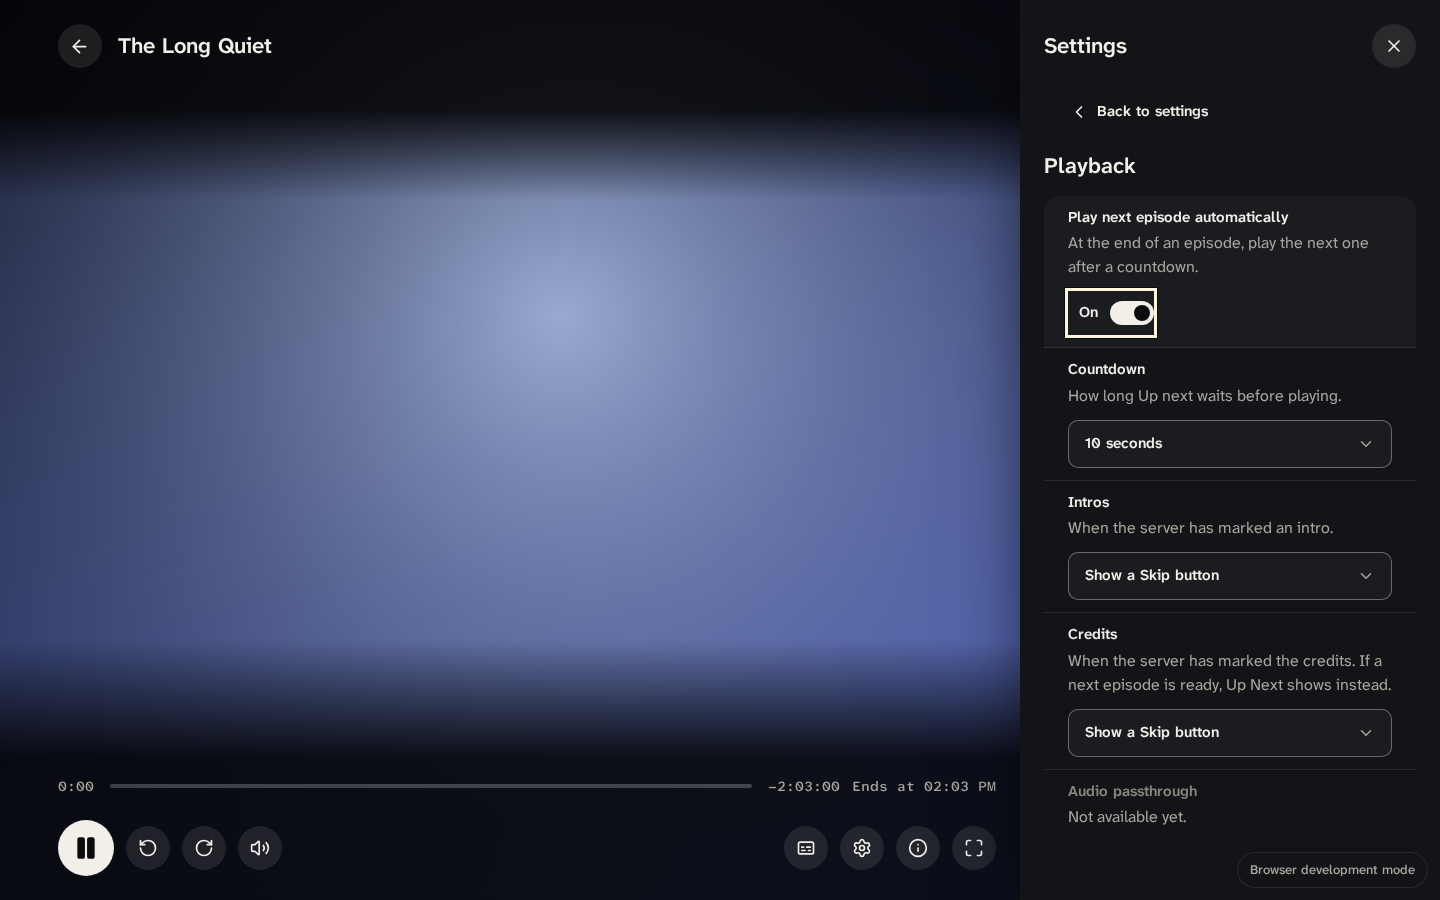 The Long Quiet
Settings
Back to settings
Playback
Play next episode automatically
At the end of an episode, play the next one
after a countdown.
On
Countdown
How long Up next waits before playing.
10 seconds
Intros
When the server has marked an intro.
Show a Skip button
Credits
When the server has marked the credits. If a
next episode is ready, Up Next shows instead.
Show a Skip button
Audio passthrough
Not available yet.
0:00
−2:03:00 Ends at 02:03 PM
Browser development mode